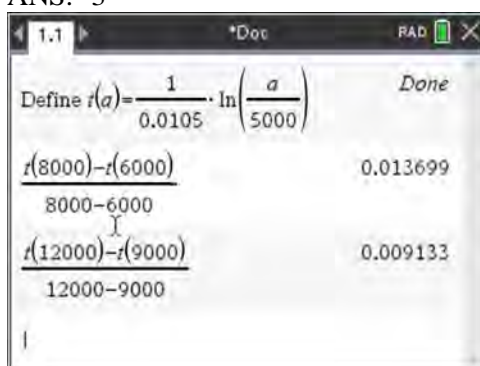 ANS: 3
1.1 *Doc RAD
Define t(a)=1/0.0105·ln(a/5000) Done
t(8000)−t(6000)/8000−6000 0.013699
t(12000)−t(9000)/12000−9000 0.009133